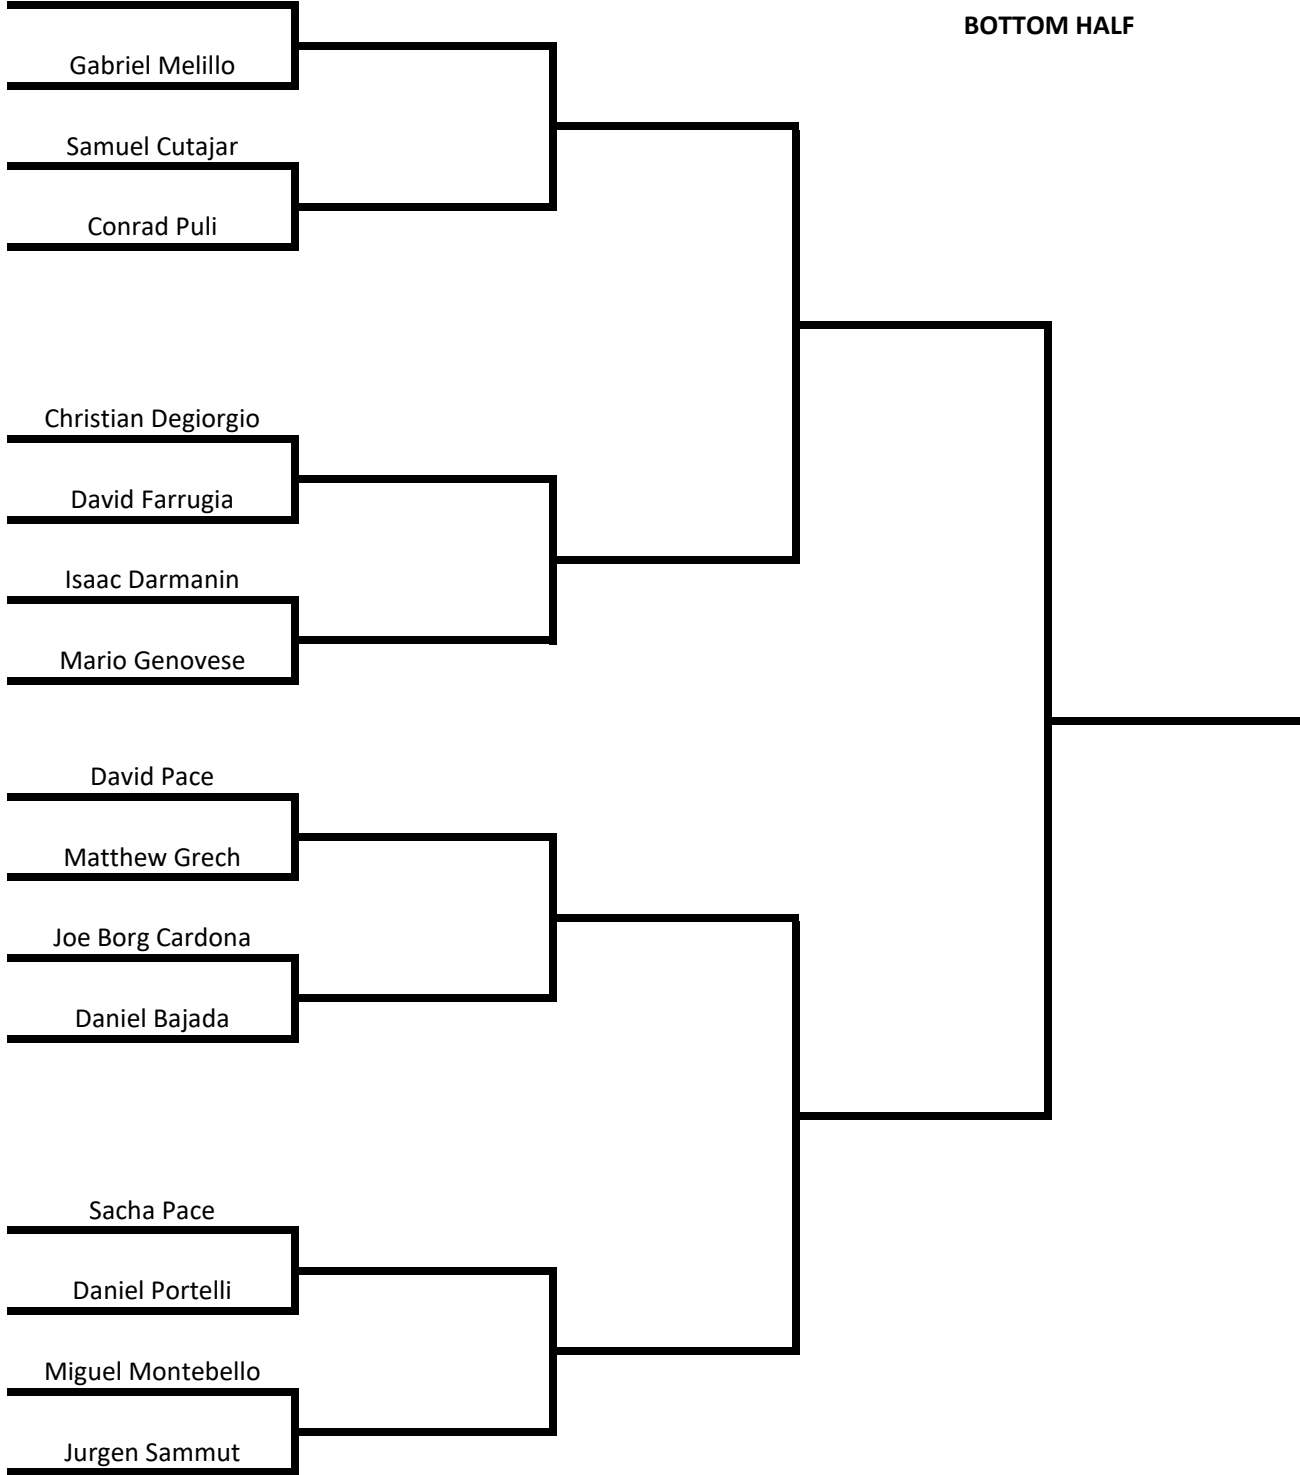 BOTTOM HALF
Gabriel Melillo
Samuel Cutajar
Conrad Puli
Christian Degiorgio
David Farrugia
Isaac Darmanin
Mario Genovese
David Pace
Matthew Grech
Joe Borg Cardona
Daniel Bajada
Sacha Pace
Daniel Portelli
Miguel Montebello
Jurgen Sammut